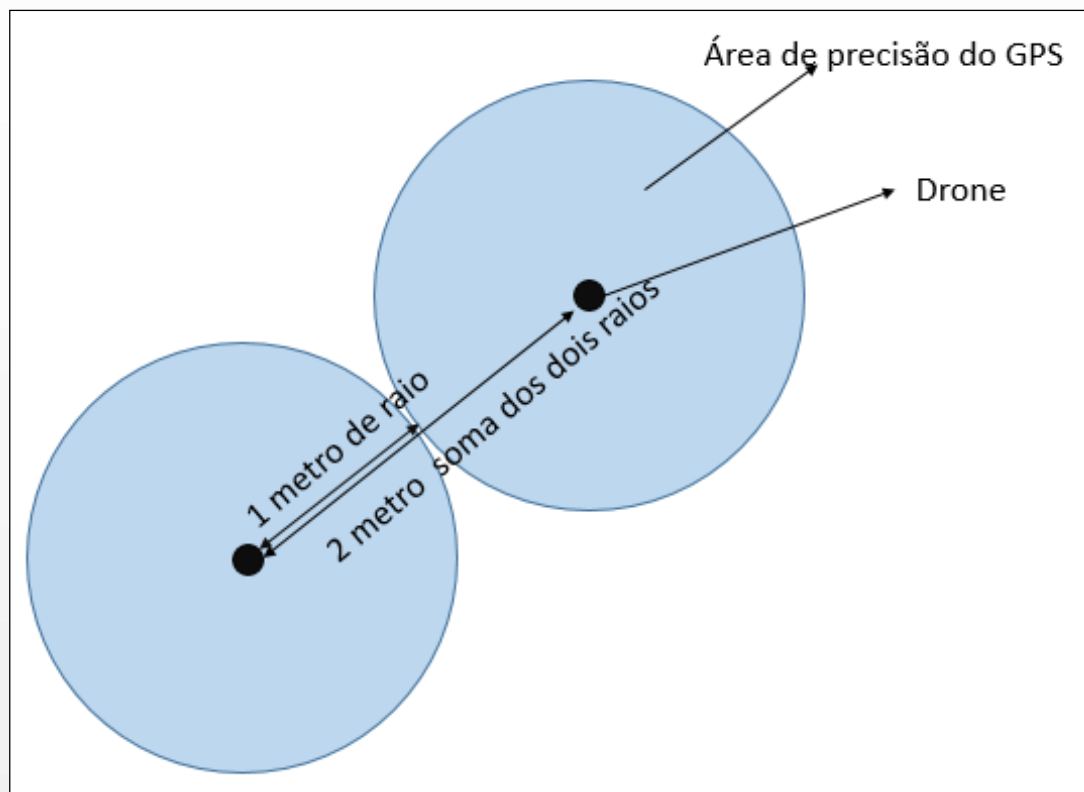 Área de precisão do GPS
Drone
1 metro de raio
2 metro soma dos dois raios